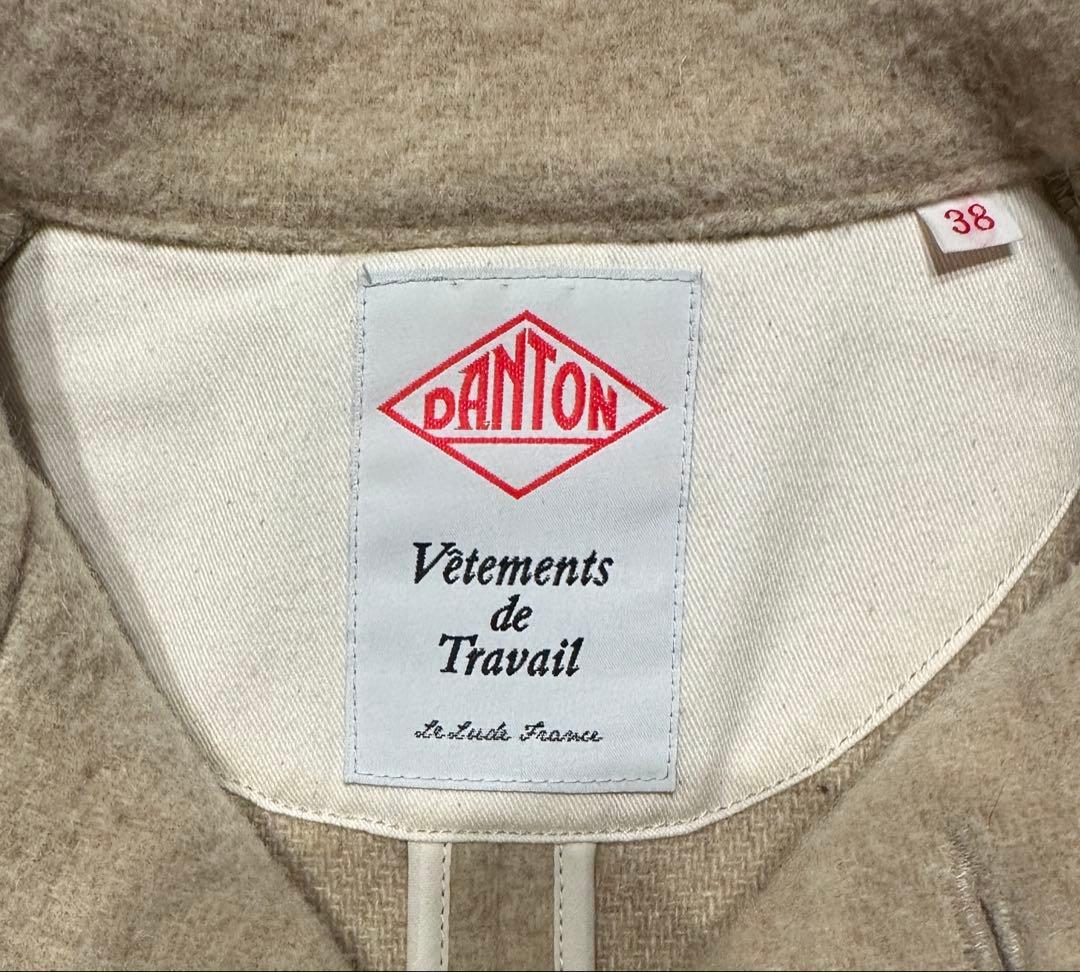 38
DANTON
Vêtements
de
Travail
Le Lude France